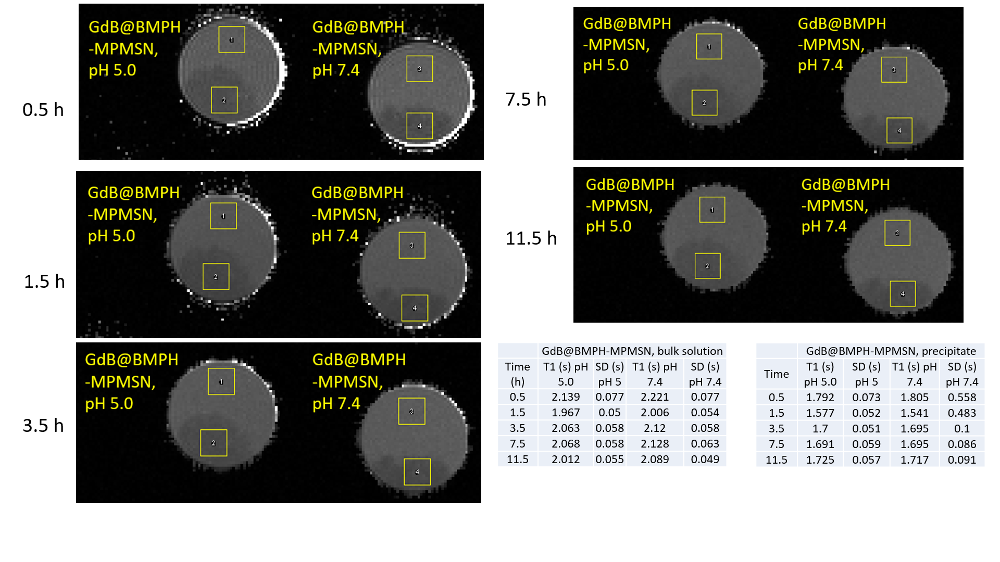 0.5 h
GdB@BMPH
-MPMSN,
pH 5.0
1
2
GdB@BMPH
-MPMSN,
pH 7.4
3
4
1.5 h
GdB@BMPH
-MPMSN,
pH 5.0
1
2
GdB@BMPH
-MPMSN,
pH 7.4
3
4
3.5 h
GdB@BMPH
-MPMSN,
pH 5.0
1
2
GdB@BMPH
-MPMSN,
pH 7.4
3
4
7.5 h
GdB@BMPH
-MPMSN,
pH 5.0
1
2
GdB@BMPH
-MPMSN,
pH 7.4
3
4
11.5 h
GdB@BMPH
-MPMSN,
pH 5.0
1
2
GdB@BMPH
-MPMSN,
pH 7.4
3
4
GdB@BMPH-MPMSN, bulk solution
Time T1 (s) pH SD (s) T1 (s) pH SD (s)
(h) 5.0 pH 5 7.4 pH 7.4
0.5 2.139 0.077 2.221 0.077
1.5 1.967 0.05 2.006 0.054
3.5 2.063 0.058 2.12 0.058
7.5 2.068 0.058 2.128 0.063
11.5 2.012 0.055 2.089 0.049
GdB@BMPH-MPMSN, precipitate
Time T1 (s) SD (s) T1 (s) pH SD (s)
pH 5.0 pH 5 7.4 pH 7.4
0.5 1.792 0.073 1.805 0.558
1.5 1.577 0.052 1.541 0.483
3.5 1.7 0.051 1.695 0.1
7.5 1.691 0.059 1.695 0.086
11.5 1.725 0.057 1.717 0.091